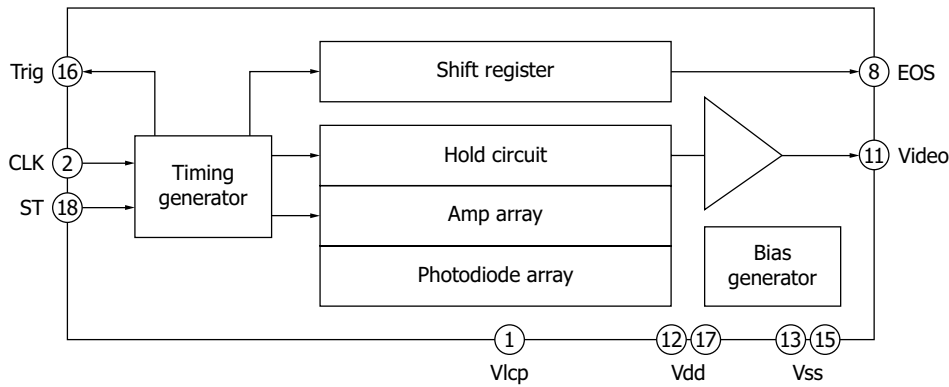 Shift register
Trig 16
8 EOS
CLK 2
Timing generator
Hold circuit
11 Video
ST 18
Amp array
Photodiode array
Bias generator
1
12 17
13 15
Vlcp
Vdd
Vss